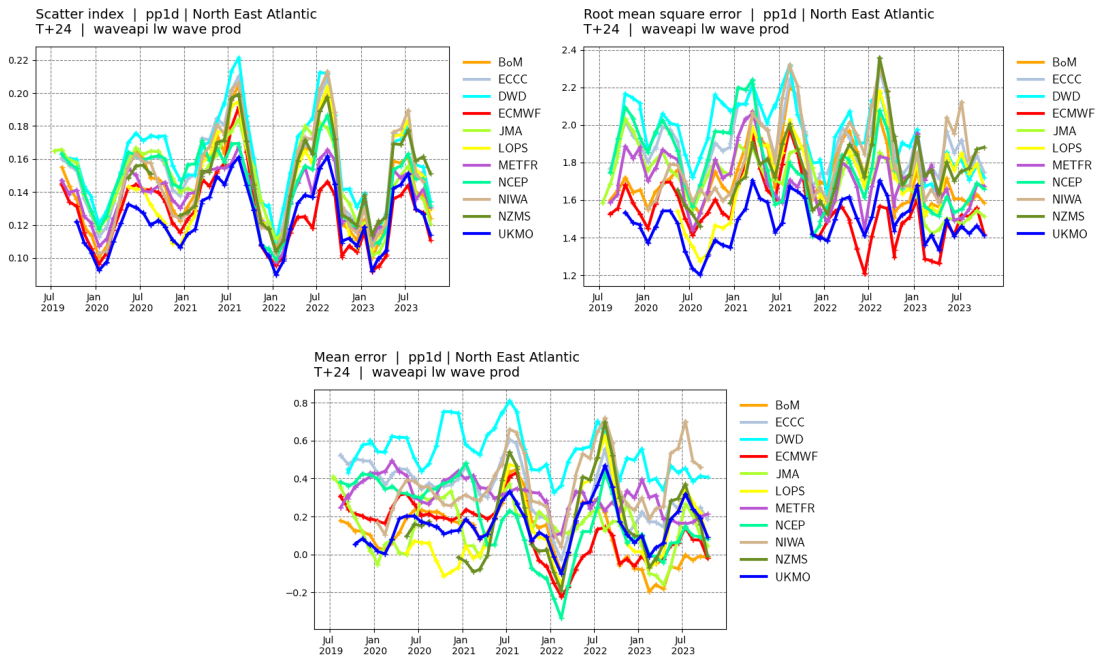 Scatter index | pp1d | North East Atlantic
T+24 | waveapi lw wave prod
0.22
0.20
0.18
0.16
0.14
0.12
0.10
Jul 2019
Jan 2020
Jul 2020
Jan 2021
Jul 2021
Jan 2022
Jul 2022
Jan 2023
Jul 2023
BoM
ECCC
DWD
ECMWF
JMA
LOPS
METFR
NCEP
NIWA
NZMS
UKMO
Root mean square error | pp1d | North East Atlantic
T+24 | waveapi lw wave prod
2.4
2.2
2.0
1.8
1.6
1.4
1.2
Jul 2019
Jan 2020
Jul 2020
Jan 2021
Jul 2021
Jan 2022
Jul 2022
Jan 2023
Jul 2023
BoM
ECCC
DWD
ECMWF
JMA
LOPS
METFR
NCEP
NIWA
NZMS
UKMO
Mean error | pp1d | North East Atlantic
T+24 | waveapi lw wave prod
0.8
0.6
0.4
0.2
0.0
−0.2
Jul 2019
Jan 2020
Jul 2020
Jan 2021
Jul 2021
Jan 2022
Jul 2022
Jan 2023
Jul 2023
BoM
ECCC
DWD
ECMWF
JMA
LOPS
METFR
NCEP
NIWA
NZMS
UKMO